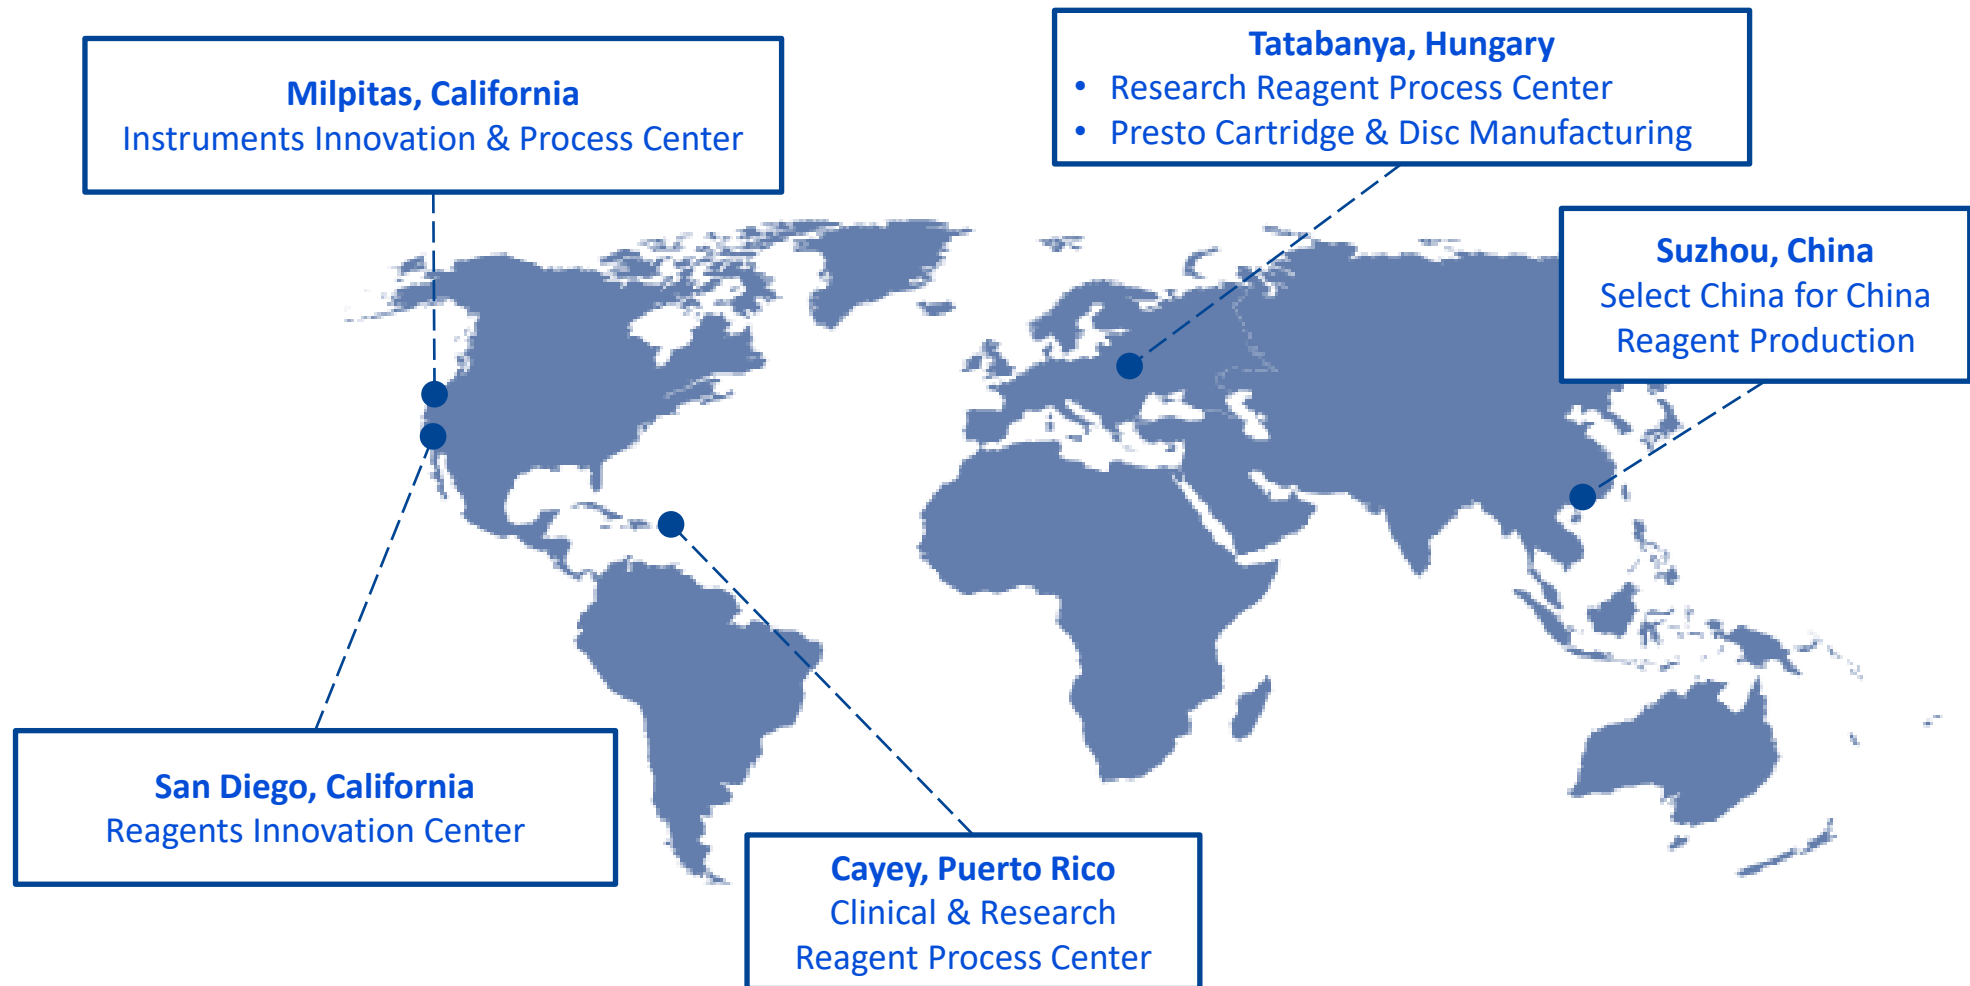 Milpitas, California
Instruments Innovation & Process Center
Tatabanya, Hungary
• Research Reagent Process Center
• Presto Cartridge & Disc Manufacturing
Suzhou, China
Select China for China
Reagent Production
San Diego, California
Reagents Innovation Center
Cayey, Puerto Rico
Clinical & Research
Reagent Process Center